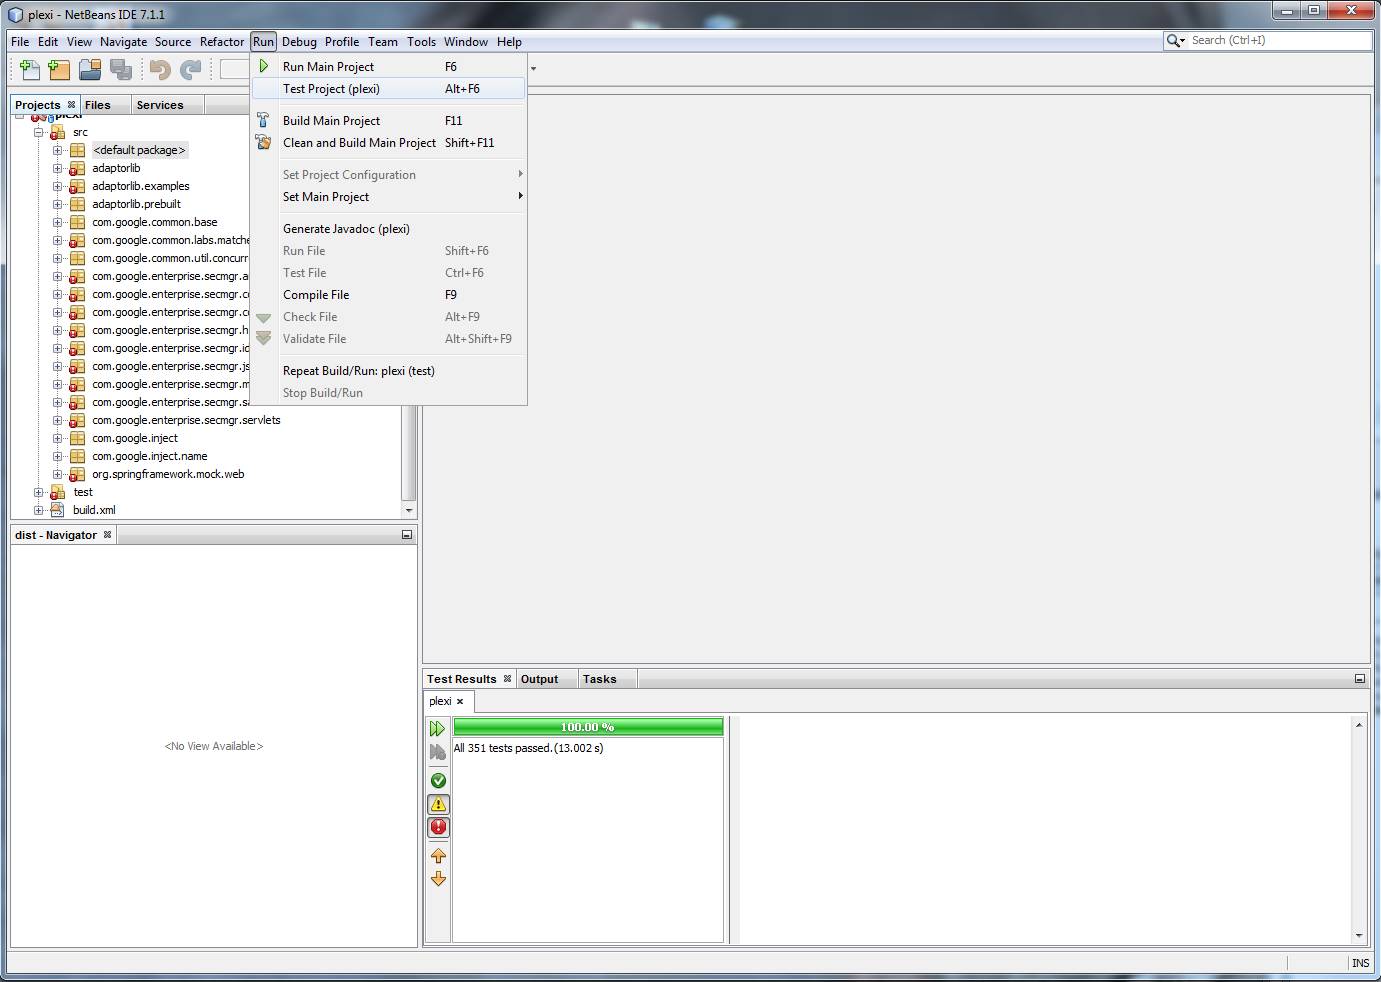 plexi - NetBeans IDE 7.1.1
File Edit View Navigate Source Refactor Run Debug Profile Team Tools Window Help
Search (Ctrl+I)
Run Main Project F6
Test Project (plexi) Alt+F6
Build Main Project F11
Clean and Build Main Project Shift+F11
Set Project Configuration
Set Main Project
Generate Javadoc (plexi)
Run File Shift+F6
Test File Ctrl+F6
Compile File F9
Check File Alt+F9
Validate File Alt+Shift+F9
Repeat Build/Run: plexi (test)
Stop Build/Run
Projects Files Services
plexi
src
<default package>
adaptorlib
adaptorlib.examples
adaptorlib.prebuilt
com.google.common.base
com.google.common.labs.matche
com.google.common.util.concurr
com.google.enterprise.secmgr.a
com.google.enterprise.secmgr.c
com.google.enterprise.secmgr.c
com.google.enterprise.secmgr.h
com.google.enterprise.secmgr.id
com.google.enterprise.secmgr.js
com.google.enterprise.secmgr.m
com.google.enterprise.secmgr.sa
com.google.enterprise.secmgr.servlets
com.google.inject
com.google.inject.name
org.springframework.mock.web
test
build.xml
dist - Navigator
<No View Available>
Test Results Output Tasks
plexi
100.00 %
All 351 tests passed.(13.002 s)
INS